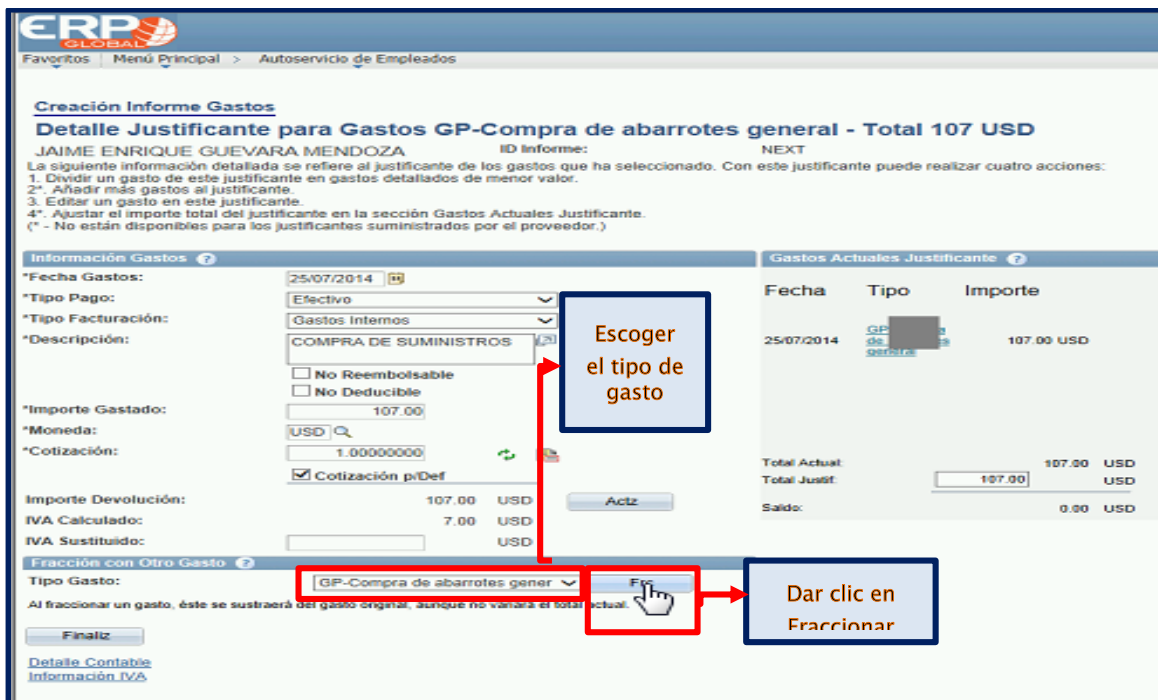 ERP
GLOBAL
Favoritos Menú Principal > Autoservicio de Empleados
Creación Informe Gastos
Detalle Justificante para Gastos GP-Compra de abarrotes general - Total 107 USD
JAIME ENRIQUE GUEVARA MENDOZA ID Informe: NEXT
La siguiente información detallada se refiere al justificante de los gastos que ha seleccionado. Con este justificante puede realizar cuatro acciones:
1. Dividir un gasto de este justificante en gastos detallados de menor valor.
2*. Añadir más gastos al justificante.
3. Editar un gasto en este justificante.
4*. Ajustar el importe total del justificante en la sección Gastos Actuales Justificante.
(* - No están disponibles para los justificantes suministrados por el proveedor.)
Información Gastos
*Fecha Gastos: 25/07/2014
*Tipo Pago: Efectivo
*Tipo Facturación: Gastos Internos
*Descripción: COMPRA DE SUMINISTROS
No Reembolsable
No Deducible
*Importe Gastado: 107.00
*Moneda: USD
*Cotización: 1.00000000
Cotización p/Def
Importe Devolución: 107.00 USD
Actz
IVA Calculado: 7.00 USD
IVA Sustituido: USD
Escoger
el tipo de
gasto
Gastos Actuales Justificante
Fecha Tipo Importe
25/07/2014 GP
de
general 107.00 USD
Total Actual: 107.00 USD
Total Justif: 107.00 USD
Saldo: 0.00 USD
Fracción con Otro Gasto
Tipo Gasto: GP-Compra de abarrotes gener
Al fraccionar un gasto, éste se sustraerá del gasto original, aunque no variará el total actual.
Dar clic en
Fraccionar
Finaliz
Detalle Contable
Información IVA